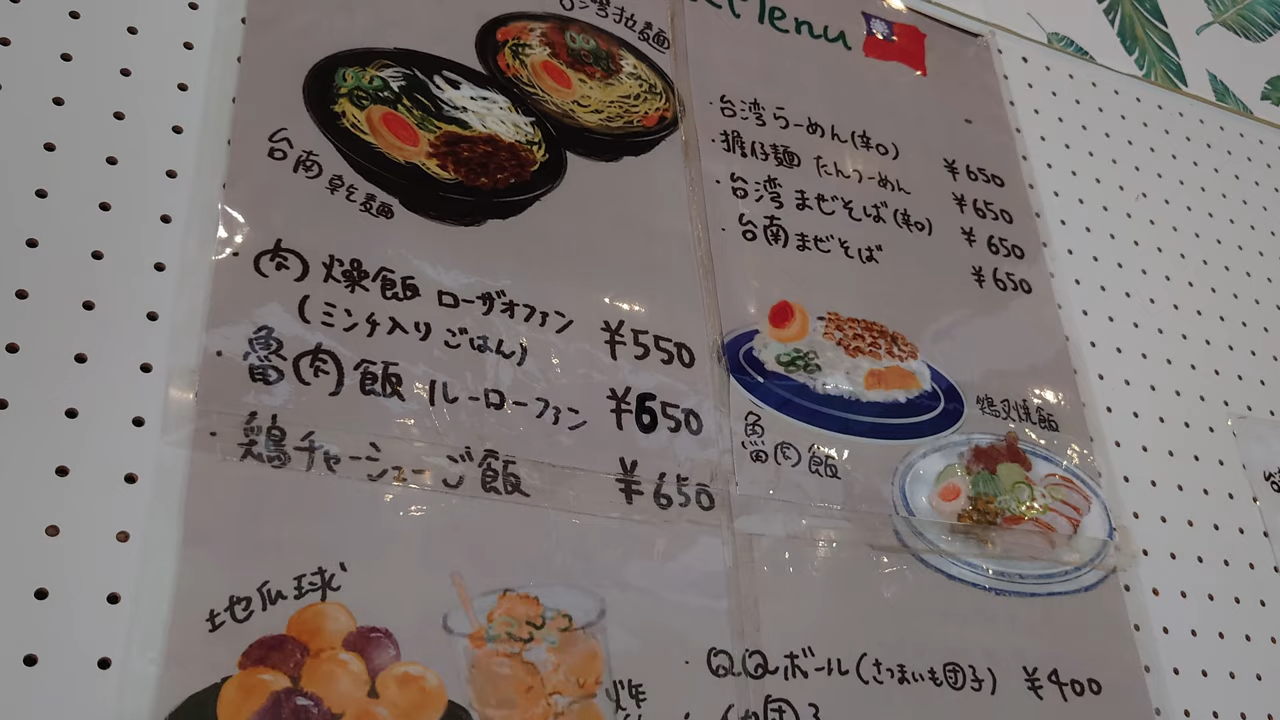 台湾拉麺
Menu
台南乾麺
・台湾らーめん(辛口) ¥650
・擔仔麺 たんつーめん ¥650
・台湾まぜそば(辛口) ¥650
・台南まぜそば ¥650
・(肉)燥飯 ローザオファン ¥550
(ミンチ入りごはん)
・魯(肉)飯 ルーローファン ¥650
・鶏チャーシューご飯 ¥650
魯(肉)飯
鶏叉焼飯
地瓜球
・QQボール(さつまいも団子) ¥400
炸